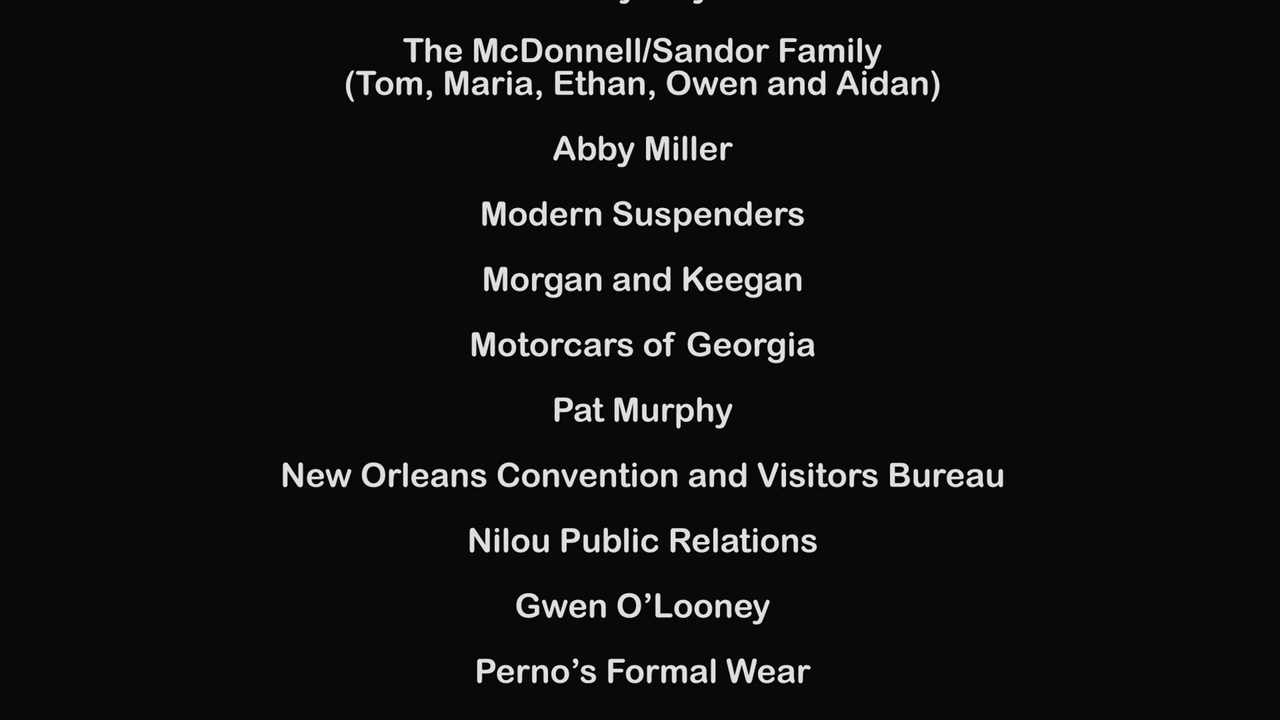 The McDonnell/Sandor Family
(Tom, Maria, Ethan, Owen and Aidan)
Abby Miller
Modern Suspenders
Morgan and Keegan
Motorcars of Georgia
Pat Murphy
New Orleans Convention and Visitors Bureau
Nilou Public Relations
Gwen O’Looney
Perno’s Formal Wear